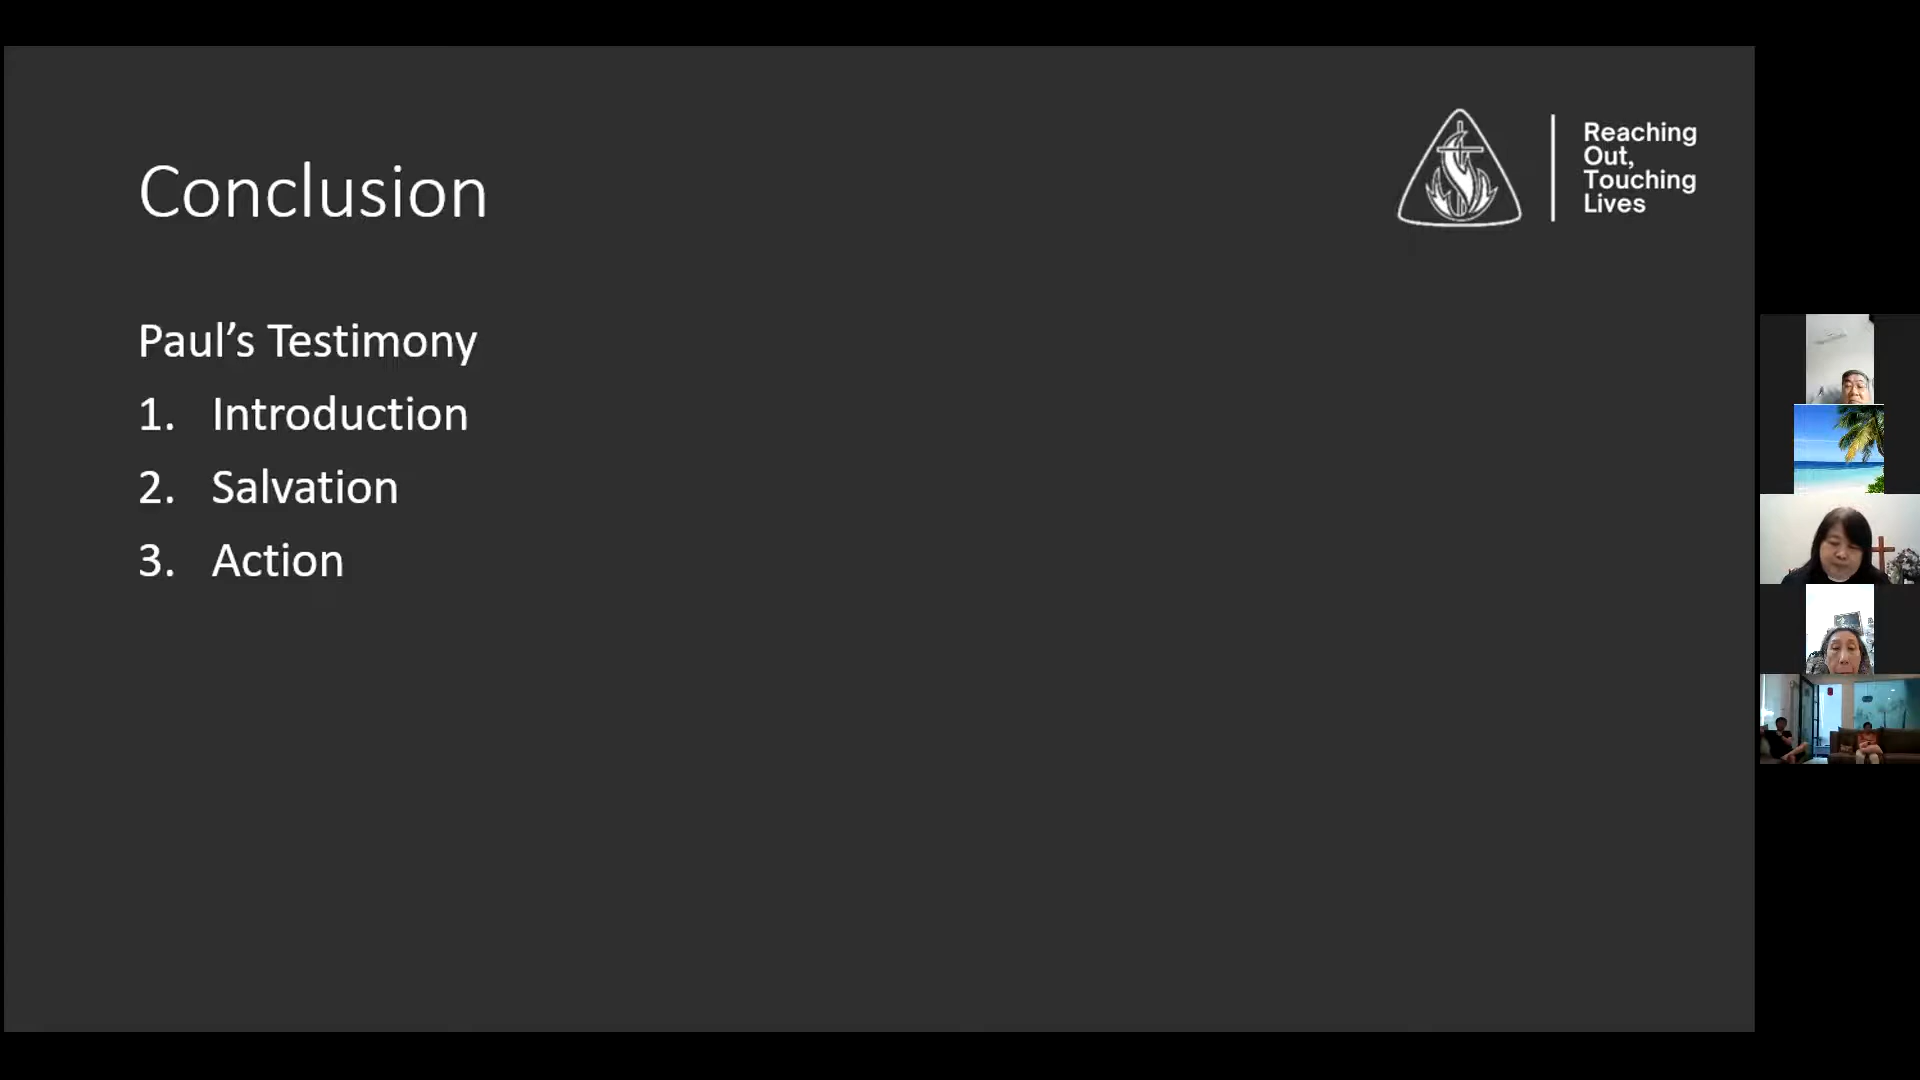 Conclusion
Reaching
Out,
Touching
Lives
Paul’s Testimony
1. Introduction
2. Salvation
3. Action